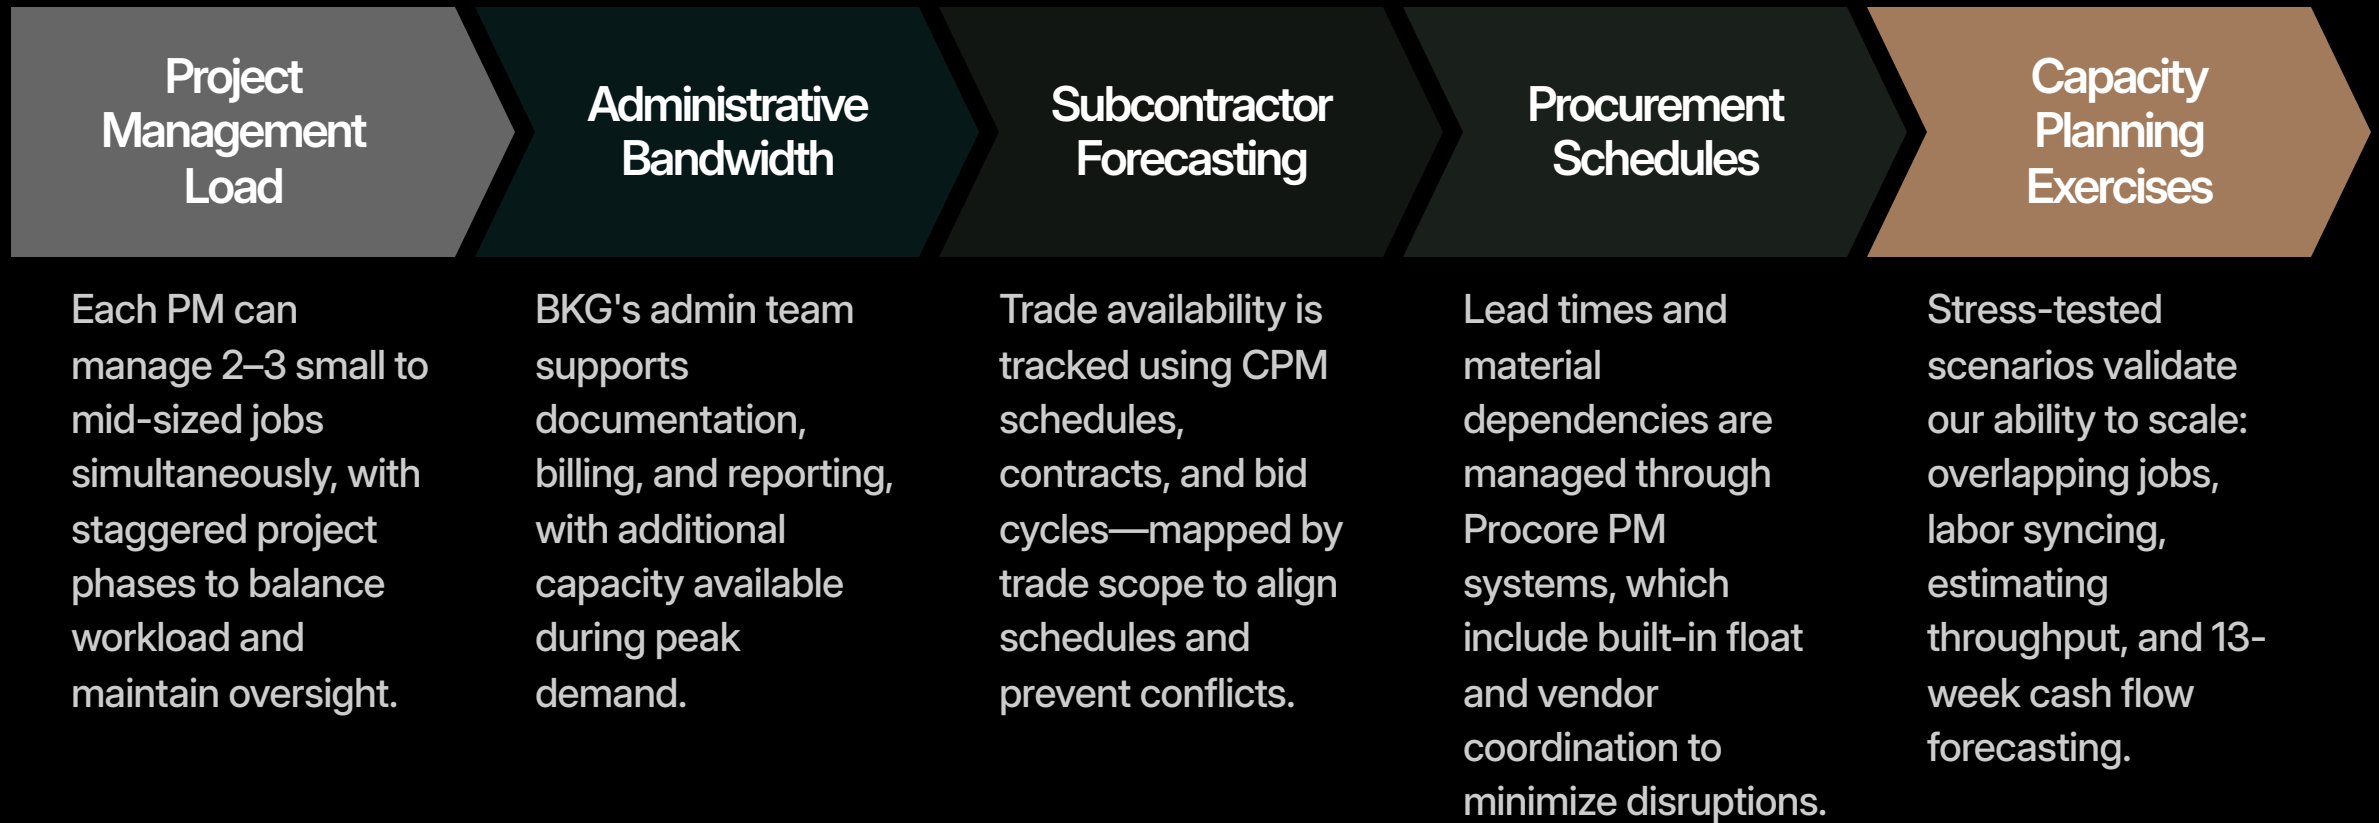 Project
Management
Load
Administrative
Bandwidth
Subcontractor
Forecasting
Procurement
Schedules
Capacity
Planning
Exercises
Each PM can
manage 2–3 small to
mid-sized jobs
simultaneously, with
staggered project
phases to balance
workload and
maintain oversight.
BKG's admin team
supports
documentation,
billing, and reporting,
with additional
capacity available
during peak
demand.
Trade availability is
tracked using CPM
schedules,
contracts, and bid
cycles—mapped by
trade scope to align
schedules and
prevent conflicts.
Lead times and
material
dependencies are
managed through
Procore PM
systems, which
include built-in float
and vendor
coordination to
minimize disruptions.
Stress-tested
scenarios validate
our ability to scale:
overlapping jobs,
labor syncing,
estimating
throughput, and 13-
week cash flow
forecasting.